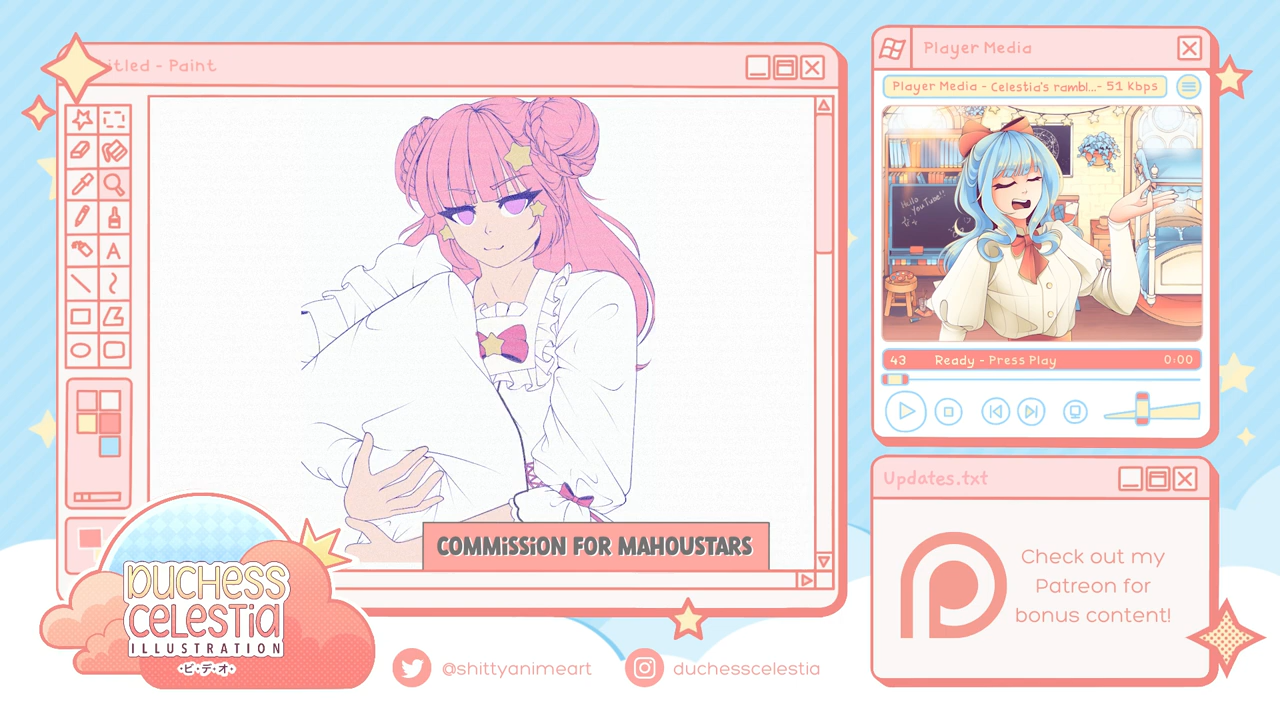 titled - Paint
A
COMMISSION FOR MAHOUSTARS
DUCHESS
CELESTIA
ILLUSTRATION
・ビ・デ・オ・
@shittyanimeart
duchesscelestia
Player Media
Player Media - Celestia's rambl...- 51 Kbps
Hello
YouTube!!
43 Ready - Press Play 0:00
Updates.txt
Check out my
Patreon for
bonus content!